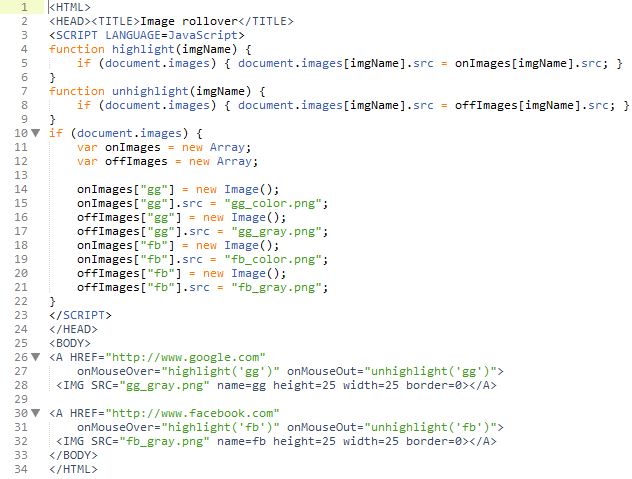 1 <HTML>
2 <HEAD><TITLE>Image rollover</TITLE>
3 <SCRIPT LANGUAGE=JavaScript>
4 function highlight(imgName) {
5     if (document.images) { document.images[imgName].src = onImages[imgName].src; }
6 }
7 function unhighlight(imgName) {
8     if (document.images) { document.images[imgName].src = offImages[imgName].src; }
9 }
10 if (document.images) {
11     var onImages = new Array;
12     var offImages = new Array;
13
14     onImages["gg"] = new Image();
15     onImages["gg"].src = "gg_color.png";
16     offImages["gg"] = new Image();
17     offImages["gg"].src = "gg_gray.png";
18     onImages["fb"] = new Image();
19     onImages["fb"].src = "fb_color.png";
20     offImages["fb"] = new Image();
21     offImages["fb"].src = "fb_gray.png";
22 }
23 </SCRIPT>
24 </HEAD>
25 <BODY>
26 <A HREF="http://www.google.com"
27     onMouseOver="highlight('gg')" onMouseOut="unhighlight('gg')">
28  <IMG SRC="gg_gray.png" name=gg height=25 width=25 border=0></A>
29
30 <A HREF="http://www.facebook.com"
31     onMouseOver="highlight('fb')" onMouseOut="unhighlight('fb')">
32  <IMG SRC="fb_gray.png" name=fb height=25 width=25 border=0></A>
33 </BODY>
34 </HTML>